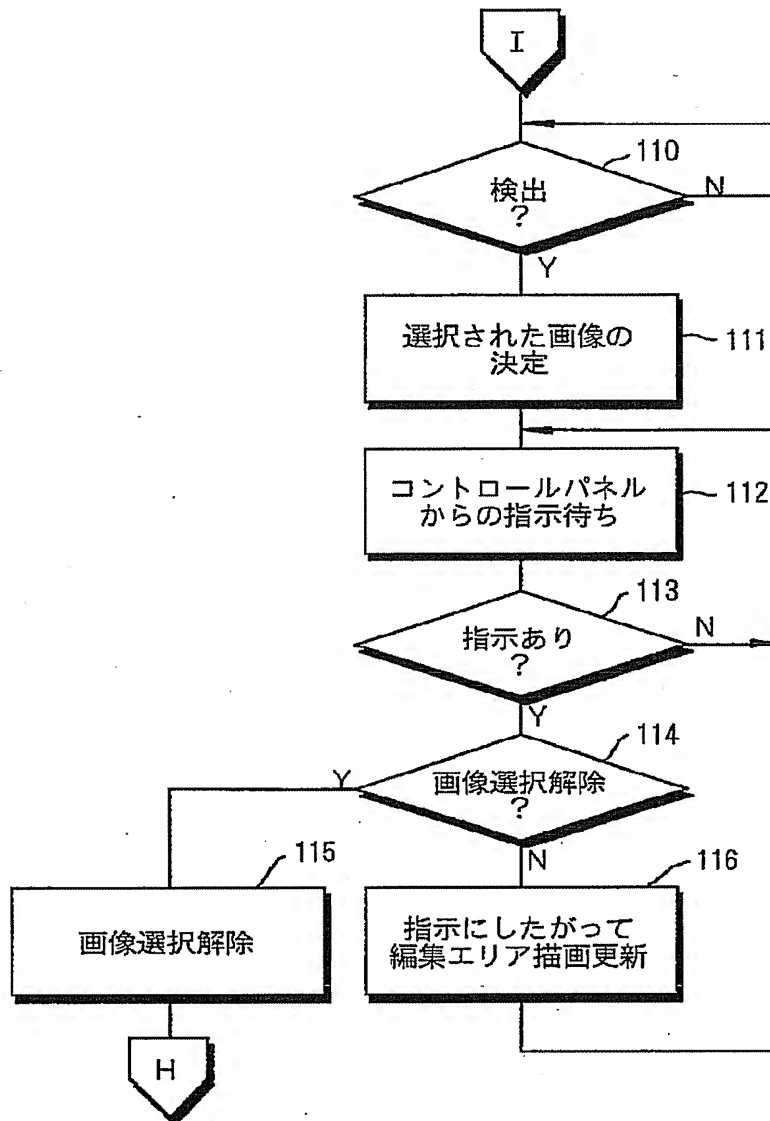 I
110
検出
?
N
Y
選択された画像の
決定
111
コントロールパネル
からの指示待ち
112
113
指示あり
?
N
Y
114
画像選択解除
?
Y
N
115
画像選択解除
116
指示にしたがって
編集エリア描画更新
H